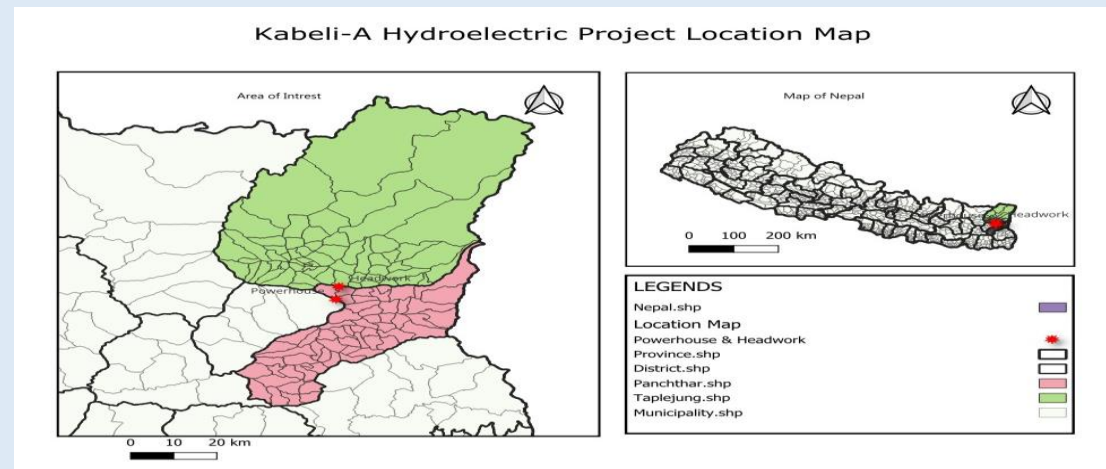 Kabeli-A Hydroelectric Project Location Map
Area of Intrest
Headwork
Powerhouse
0 10 20 km
Map of Nepal
Headwork
0 100 200 km
LEGENDS
Nepal.shp
Location Map
Powerhouse & Headwork
Province.shp
District.shp
Panchthar.shp
Taplejung.shp
Municipality.shp